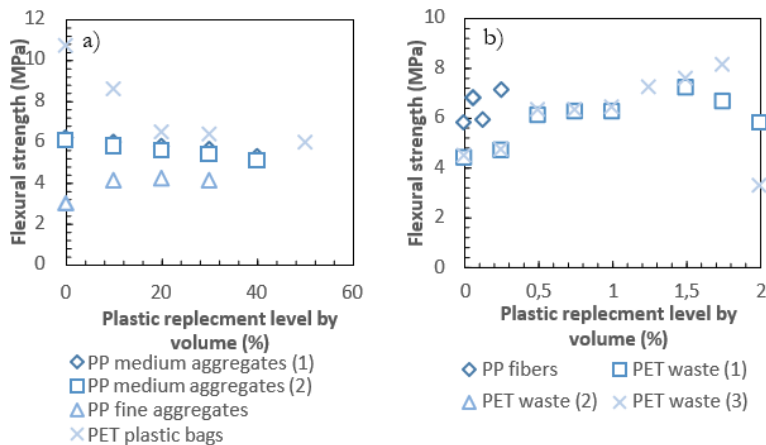 a)
Flexural strength (MPa)
12
10
8
6
4
2
0
0 20 40 60
Plastic replecment level by
volume (%)
PP medium aggregates (1)
PP medium aggregates (2)
PP fine aggregates
PET plastic bags
b)
Flexural strength (MPa)
10
8
6
4
2
0
0 0,5 1 1,5 2
Plastic replecment level by
volume (%)
PP fibers PET waste (1)
PET waste (2) PET waste (3)